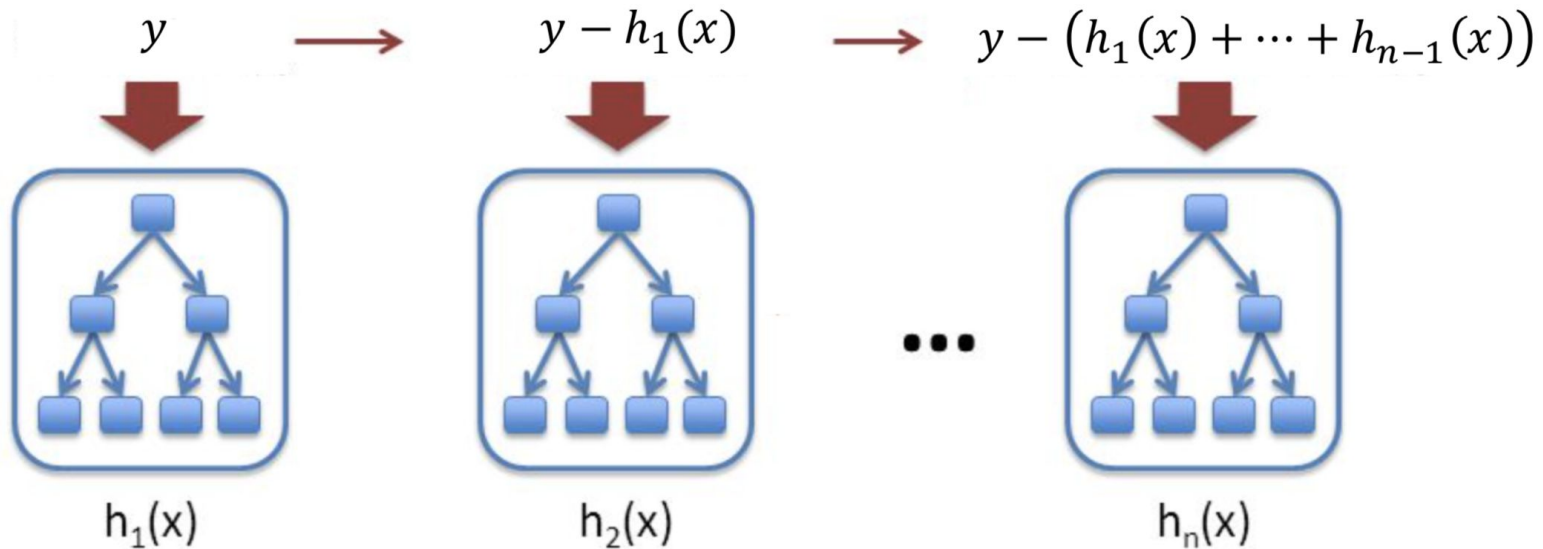 y → y − h₁(x) → y − (h₁(x) + ⋯ + hₙ₋₁(x))
...
h₁(x) h₂(x) hₙ(x)